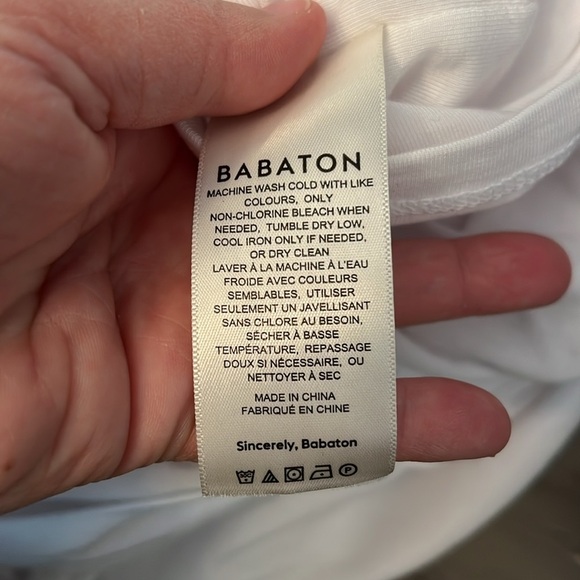 BABATON
MACHINE WASH COLD WITH LIKE
COLOURS, ONLY
NON-CHLORINE BLEACH WHEN
NEEDED, TUMBLE DRY LOW,
COOL IRON ONLY IF NEEDED,
OR DRY CLEAN
LAVER À LA MACHINE À L'EAU
FROIDE AVEC COULEURS
SEMBLABLES, UTILISER
SEULEMENT UN JAVELLISANT
SANS CHLORE AU BESOIN,
SÉCHER À BASSE
TEMPÉRATURE, REPASSAGE
DOUX SI NÉCESSAIRE, OU
NETTOYER À SEC
MADE IN CHINA
FABRIQUÉ EN CHINE
Sincerely, Babaton
P